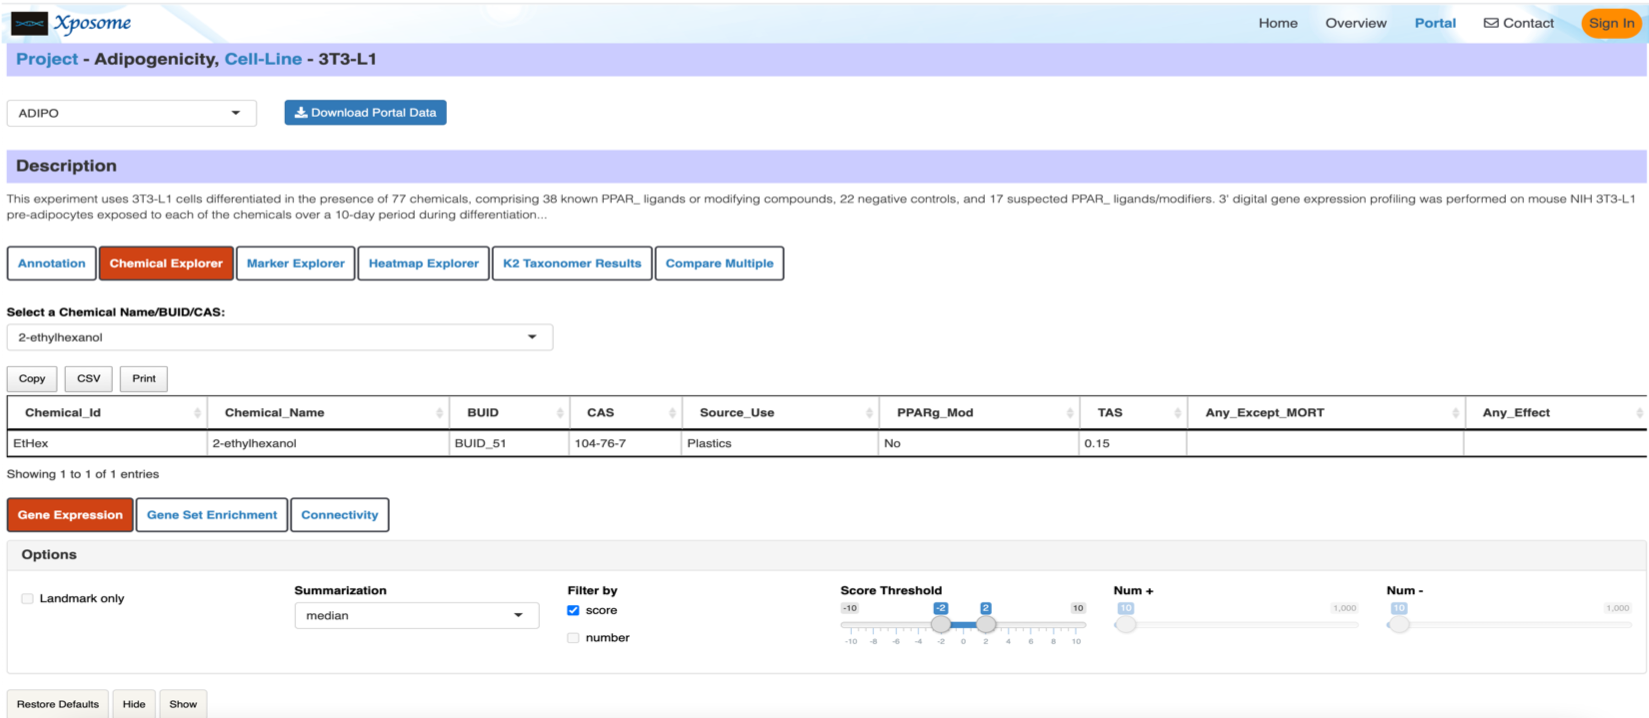 Xposome
Home Overview Portal Contact Sign In
Project - Adipogenicity, Cell-Line - 3T3-L1
ADIPO
Download Portal Data
Description
This experiment uses 3T3-L1 cells differentiated in the presence of 77 chemicals, comprising 38 known PPAR_ ligands or modifying compounds, 22 negative controls, and 17 suspected PPAR_ ligands/modifiers. 3' digital gene expression profiling was performed on mouse NIH 3T3-L1
pre-adipocytes exposed to each of the chemicals over a 10-day period during differentiation...
Annotation Chemical Explorer Marker Explorer Heatmap Explorer K2 Taxonomer Results Compare Multiple
Select a Chemical Name/BUID/CAS:
2-ethylhexanol
Copy CSV Print
Chemical_Id Chemical_Name BUID CAS Source_Use PPARg_Mod TAS Any_Except_MORT Any_Effect
EtHex 2-ethylhexanol BUID_51 104-76-7 Plastics No 0.15
Showing 1 to 1 of 1 entries
Gene Expression Gene Set Enrichment Connectivity
Options
Landmark only
Summarization
median
Filter by
score
number
Score Threshold
-10 -2 2 10
-10 -8 -6 -4 -2 0 2 4 6 8 10
Num +
10 1,000
Num -
10 1,000
Restore Defaults Hide Show